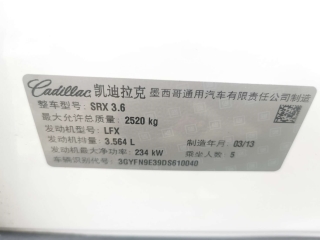 Cadillac 凯迪拉克 墨西哥通用汽车有限公司制造
整车型号: SRX 3.6
最大允许总质量: 2520 kg
发动机型号: LFX
发动机排量: 3.564 L 制造年月 03/13
发动机最大净功率: 234 kW 乘坐人数 5
车辆识别代号: 3GYFN9E39DS610040